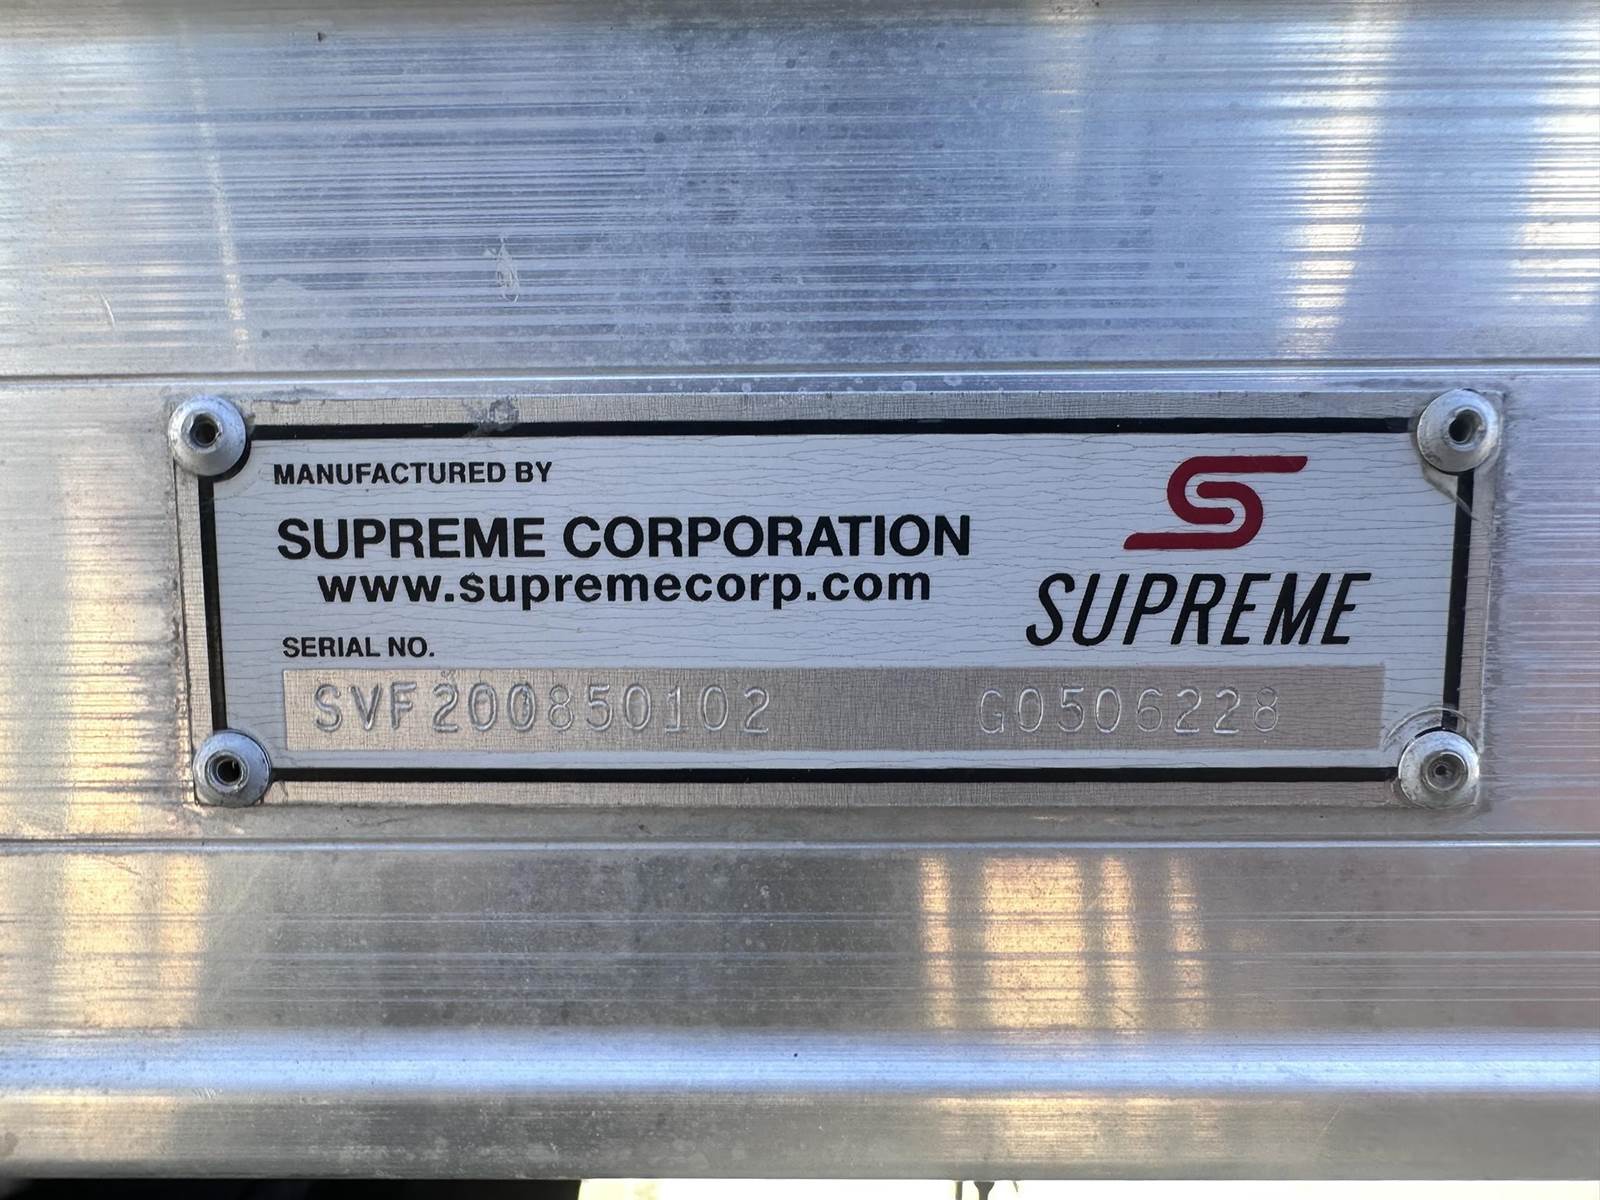 MANUFACTURED BY
SUPREME CORPORATION
www.supremecorp.com
SUPREME
SERIAL NO.
SVF200850102 G0506228